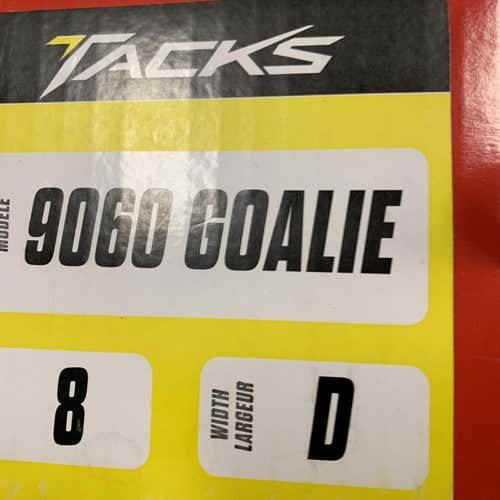 TACKS
MODÈLE
9060 GOALIE
8
WIDTH
LARGEUR
D